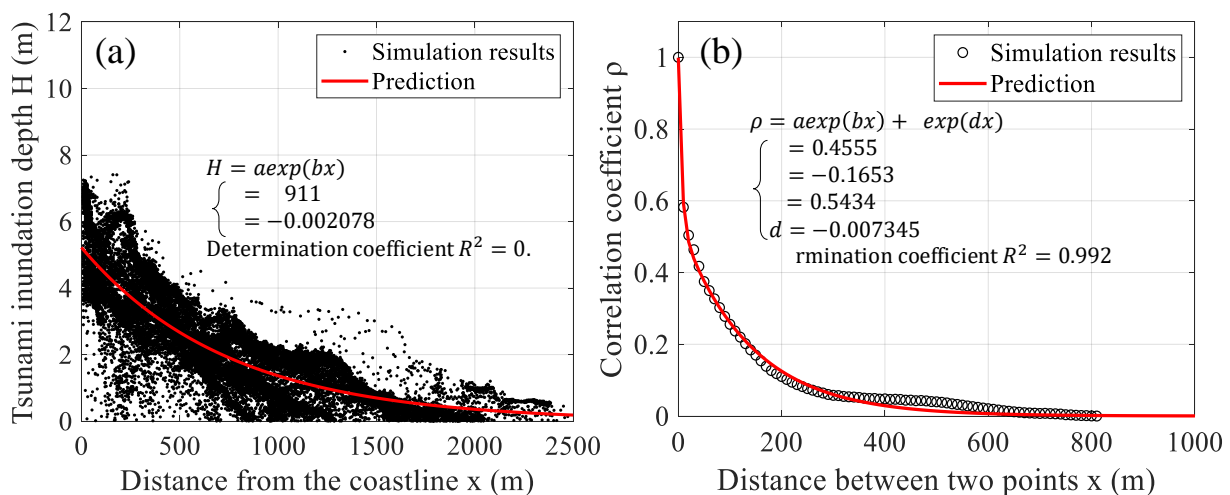 (a)
Simulation results
Prediction
H = aexp(bx)
= 911
= −0.002078
Determination coefficient R² = 0.
Tsunami inundation depth H (m)
12
10
8
6
4
2
0
0 500 1000 1500 2000 2500
Distance from the coastline x (m)
(b)
Simulation results
Prediction
ρ = aexp(bx) + exp(dx)
= 0.4555
= −0.1653
= 0.5434
d = −0.007345
rmination coefficient R² = 0.992
Correlation coefficient ρ
1
0.8
0.6
0.4
0.2
0
0 200 400 600 800 1000
Distance between two points x (m)